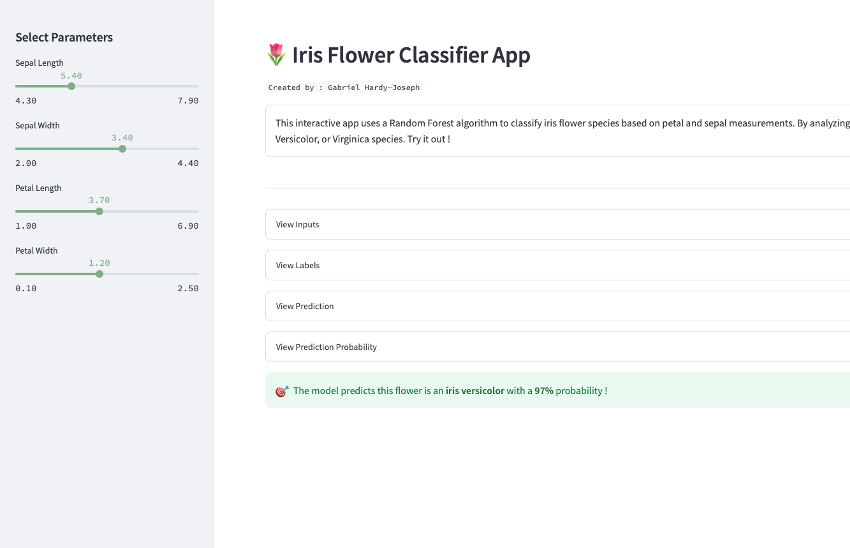 Select Parameters
Sepal Length
5.40
4.30 7.90
Sepal Width
3.40
2.00 4.40
Petal Length
3.70
1.00 6.90
Petal Width
1.20
0.10 2.50
Iris Flower Classifier App
Created by : Gabriel Hardy-Joseph
This interactive app uses a Random Forest algorithm to classify iris flower species based on petal and sepal measurements. By analyzing
Versicolor, or Virginica species. Try it out !
View Inputs
View Labels
View Prediction
View Prediction Probability
The model predicts this flower is an iris versicolor with a 97% probability !